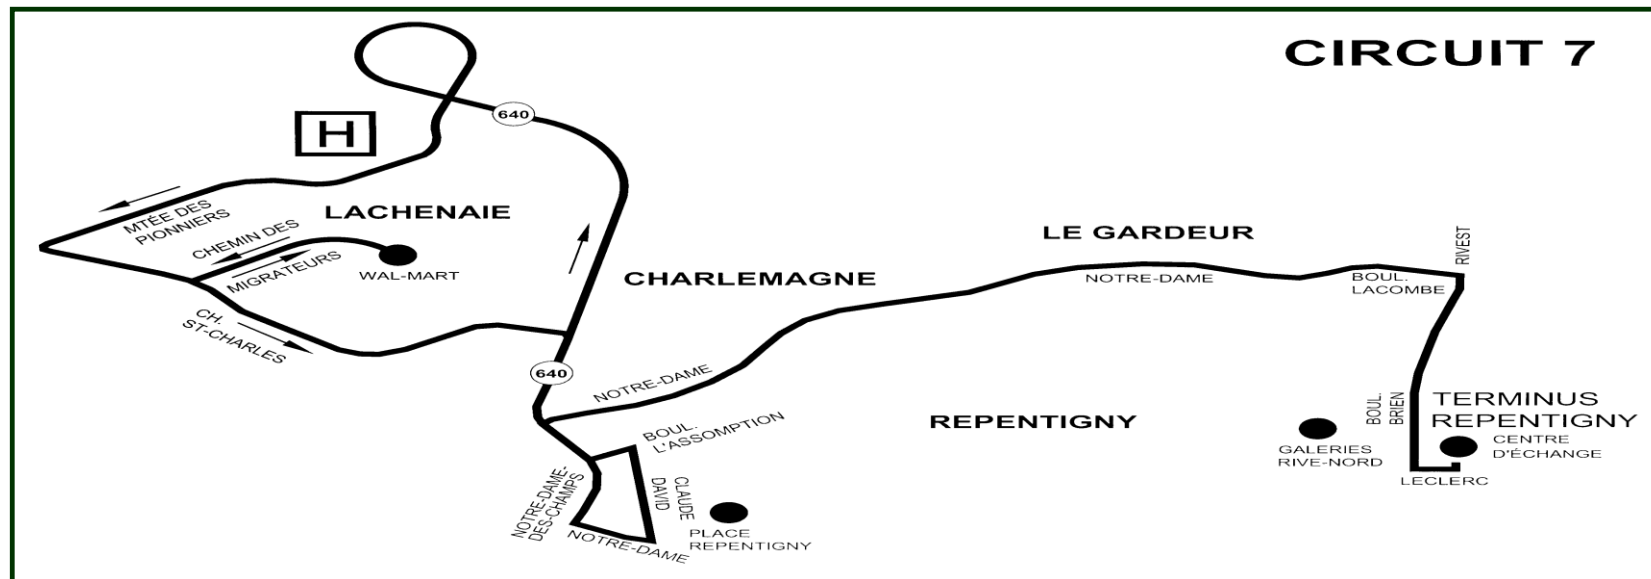 CIRCUIT 7
640
H
MTÉE DES
PIONNIERS
LACHENAIE
CHEMIN DES
MIGRATEURS
WAL-MART
CH.
ST-CHARLES
CHARLEMAGNE
LE GARDEUR
NOTRE-DAME
BOUL.
LACOMBE
RIVEST
640
NOTRE-DAME
REPENTIGNY
BOUL.
BRIEN
TERMINUS
REPENTIGNY
CENTRE
D'ÉCHANGE
GALERIES
RIVE-NORD
LECLERC
BOUL.
L'ASSOMPTION
NOTRE-DAME-
DES-CHAMPS
CLAUDE
DAVID
NOTRE-DAME
PLACE
REPENTIGNY